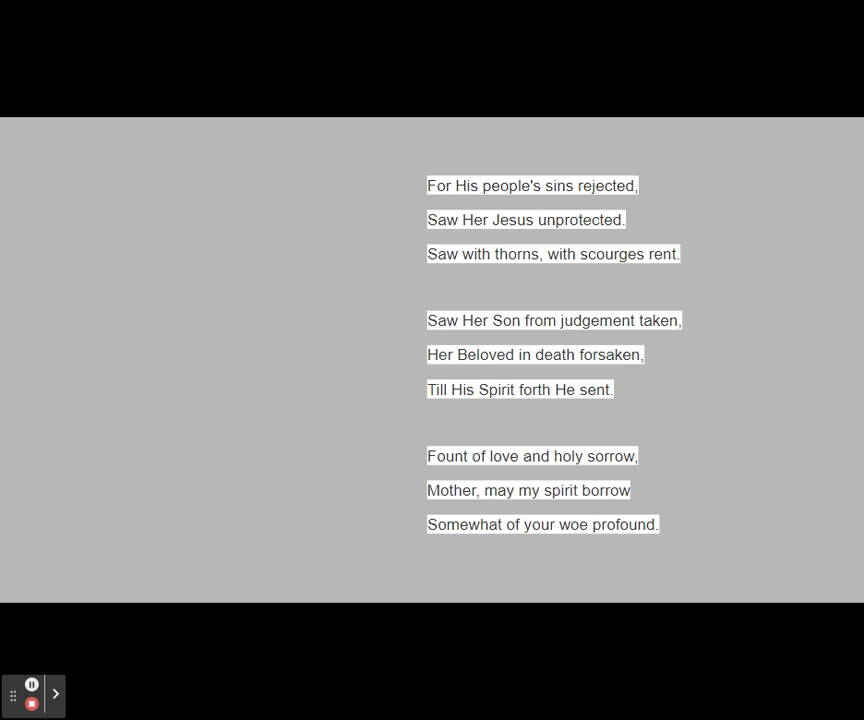 For His people's sins rejected,
Saw Her Jesus unprotected.
Saw with thorns, with scourges rent.
Saw Her Son from judgement taken,
Her Beloved in death forsaken,
Till His Spirit forth He sent.
Fount of love and holy sorrow,
Mother, may my spirit borrow
Somewhat of your woe profound.